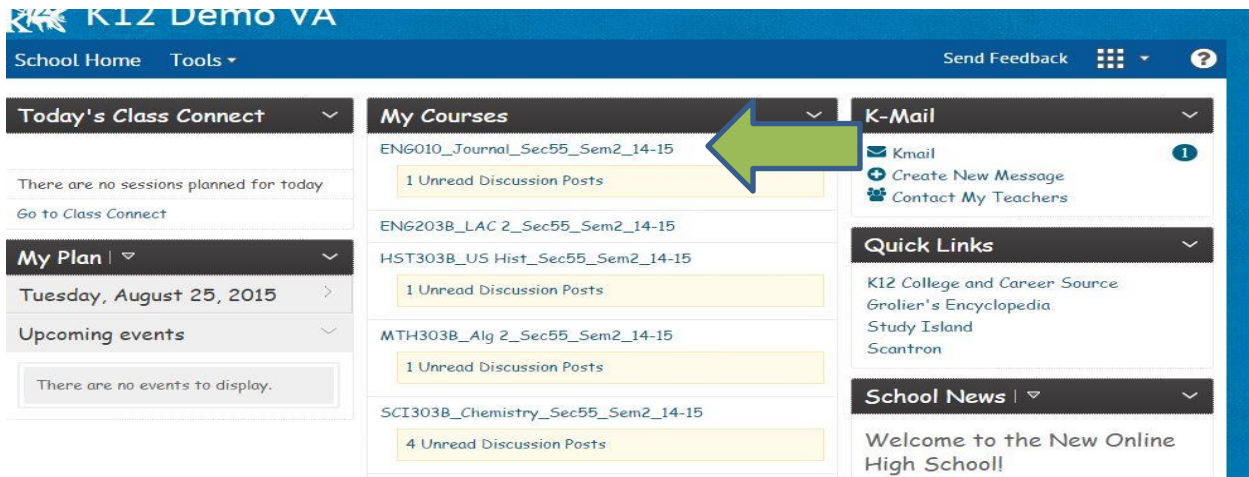 K12 Demo VA
School Home Tools
Send Feedback
?
Today's Class Connect
There are no sessions planned for today
Go to Class Connect
My Plan
Tuesday, August 25, 2015
Upcoming events
There are no events to display.
My Courses
ENG010_Journal_Sec55_Sem2_14-15
1 Unread Discussion Posts
ENG203B_LAC 2_Sec55_Sem2_14-15
HST303B_US Hist_Sec55_Sem2_14-15
1 Unread Discussion Posts
MTH303B_Alg 2_Sec55_Sem2_14-15
1 Unread Discussion Posts
SCI303B_Chemistry_Sec55_Sem2_14-15
4 Unread Discussion Posts
K-Mail
Kmail 1
Create New Message
Contact My Teachers
Quick Links
K12 College and Career Source
Grolier's Encyclopedia
Study Island
Scantron
School News
Welcome to the New Online
High School!